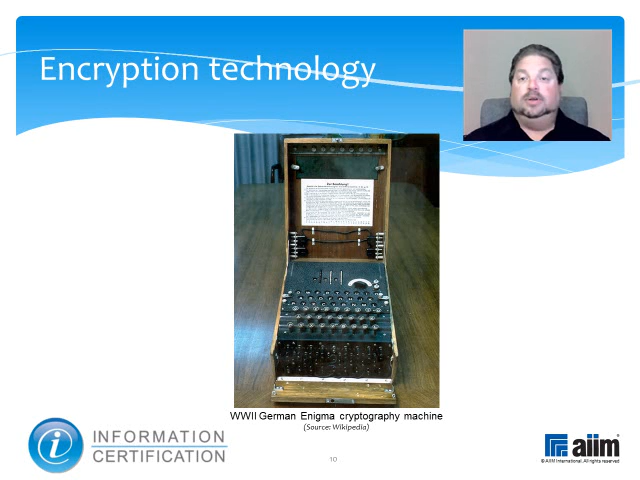 Encryption technology
WWII German Enigma cryptography machine
(Source: Wikipedia)
i INFORMATION
CERTIFICATION
10
aiim
© AIIM International. All rights reserved